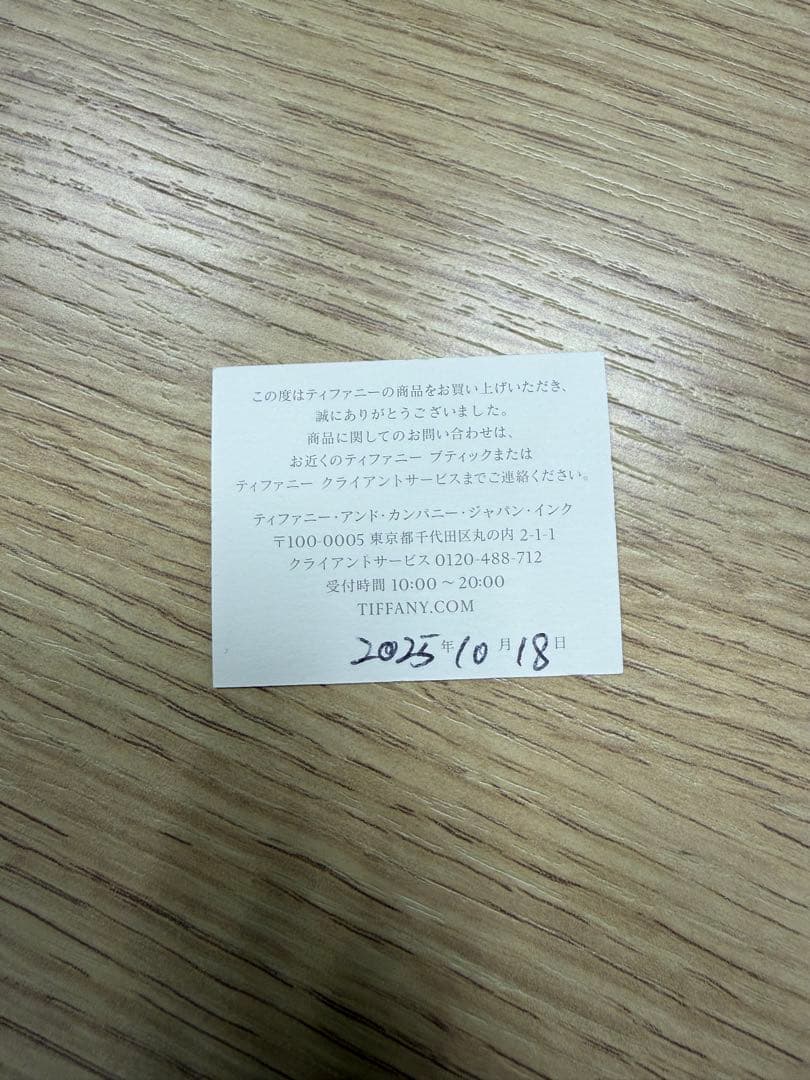 この度はティファニーの商品をお買い上げいただき、
誠にありがとうございました。
商品に関してのお問い合わせは、
お近くのティファニー ブティックまたは
ティファニー クライアントサービスまでご連絡ください。
ティファニー・アンド・カンパニー・ジャパン・インク
〒100-0005 東京都千代田区丸の内 2-1-1
クライアントサービス 0120-488-712
受付時間 10:00 ～ 20:00
TIFFANY.COM
2025年10月18日